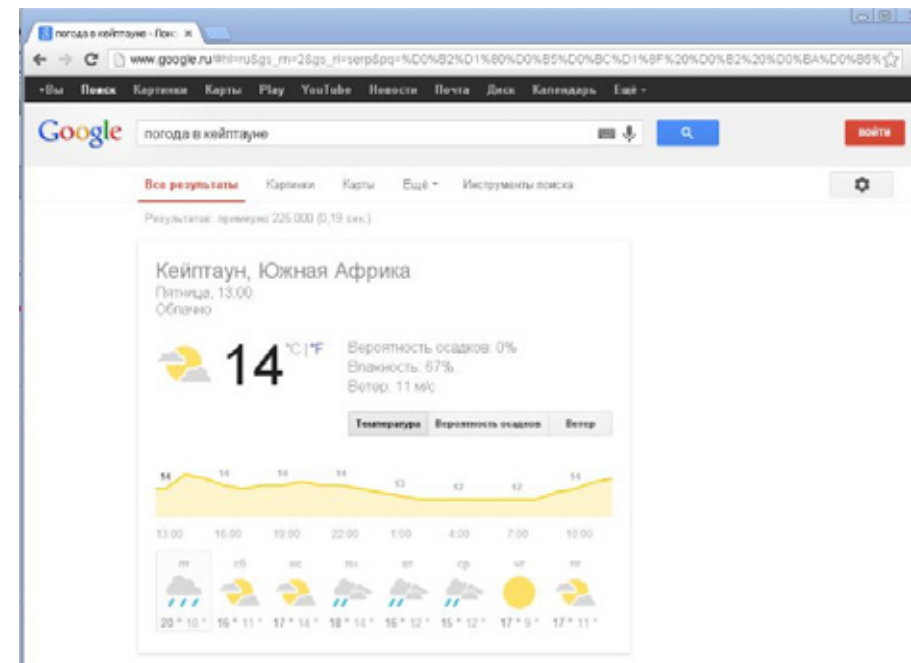 погода в кейптауне - Поис
www.google.ru/#hl=ru&gs_rn=2&gs_ri=serp&pq=%D0%B2%D1%80%D0%B5%D0%BC%D1%8F%20%D0%B2%20%D0%BA%D0%B5%
+Вы Поиск Картинки Карты Play YouTube Новости Почта Диск Календарь Ещё
Google погода в кейптауне ВОЙТИ
Все результаты Картинки Карты Ещё Инструменты поиска
Результатов: примерно 225 000 (0,19 сек.)
Кейптаун, Южная Африка
Пятница, 13:00
Облачно
14 °C | °F
Вероятность осадков: 0%
Влажность: 67%
Ветер: 11 м/с
Температура Вероятность осадков Ветер
14 14 14 14 13 12 12 14
13:00 16:00 19:00 22:00 1:00 4:00 7:00 10:00
пт сб вс пн вт ср чт пт
20° 10° 16° 11° 17° 14° 18° 14° 16° 12° 15° 12° 17° 9° 17° 11°